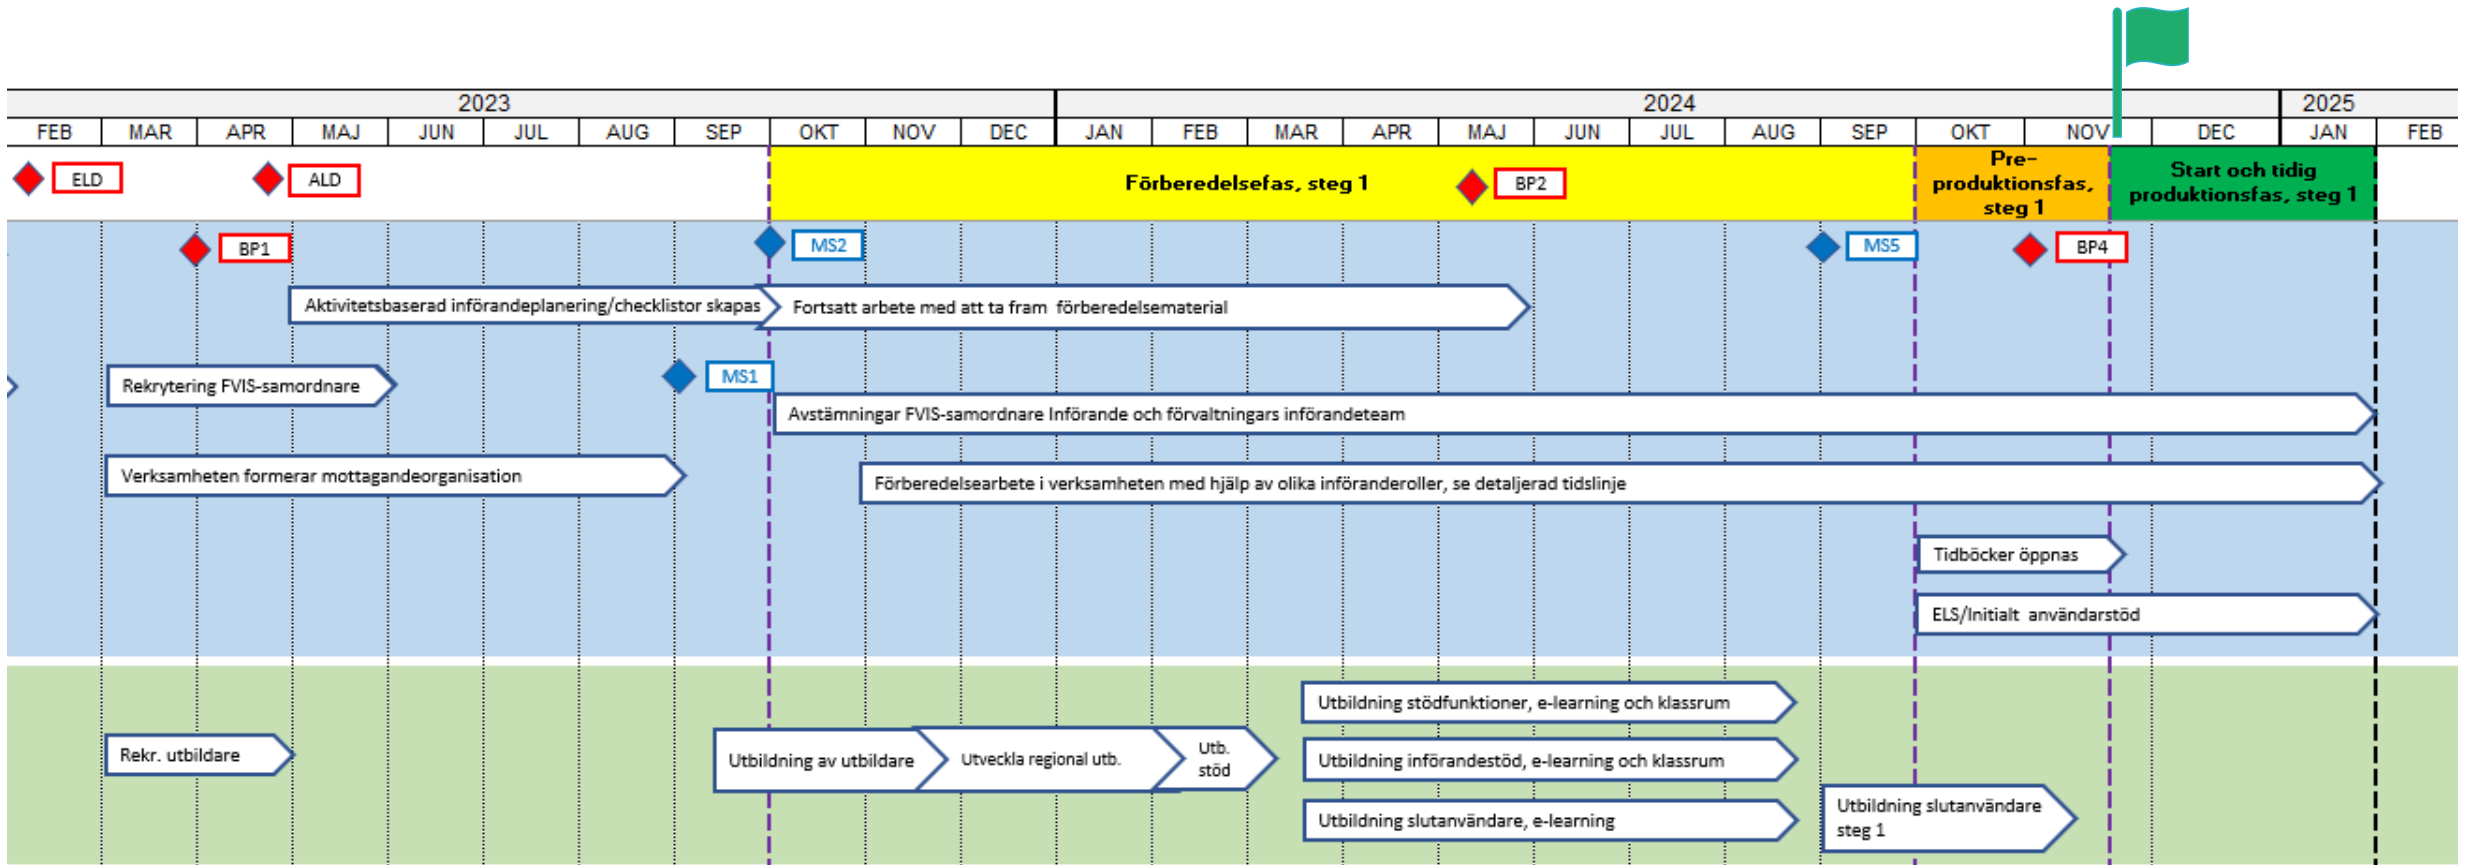 2023 2024 2025
FEB MAR APR MAJ JUN JUL AUG SEP OKT NOV DEC JAN FEB MAR APR MAJ JUN JUL AUG SEP OKT NOV DEC JAN FEB
ELD
ALD
Förberedelsefas, steg 1
BP2
Pre-
produktionsfas,
steg 1
Start och tidig
produktionsfas, steg 1
BP1
MS2
MS5
BP4
Aktivitetsbaserad införandeplanering/checklistor skapas
Fortsatt arbete med att ta fram förberedelsematerial
Rekrytering FVIS-samordnare
MS1
Avstämningar FVIS-samordnare Införande och förvaltningars införandeteam
Verksamheten formerar mottagandeorganisation
Förberedelsearbete i verksamheten med hjälp av olika införanderoller, se detaljerad tidslinje
Tidböcker öppnas
ELS/Initialt användarstöd
Utbildning stödfunktioner, e-learning och klassrum
Rekr. utbildare
Utbildning av utbildare
Utveckla regional utb.
Utb.
stöd
Utbildning införandestöd, e-learning och klassrum
Utbildning slutanvändare, e-learning
Utbildning slutanvändare
steg 1